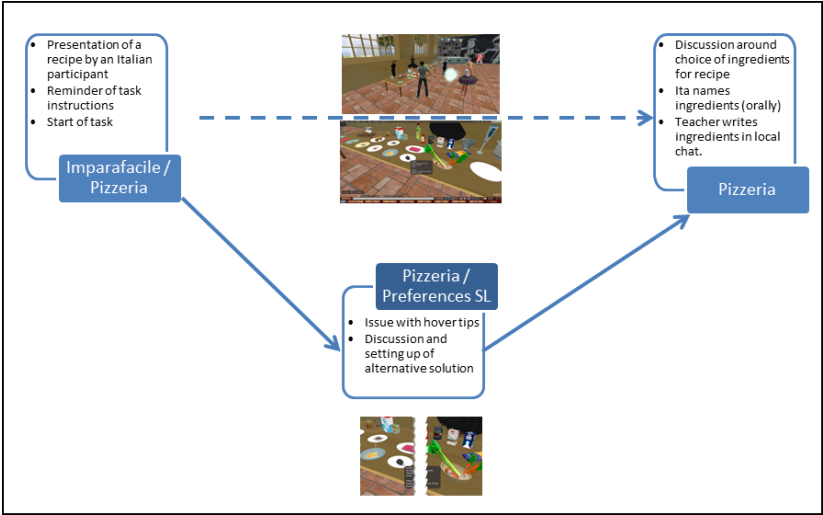 • Presentation of a
recipe by an Italian
participant
• Reminder of task
instructions
• Start of task
Imparafacile /
Pizzeria
• Discussion around
choice of ingredients
for recipe
• Ita names
ingredients (orally)
• Teacher writes
ingredients in local
chat.
Pizzeria
Pizzeria /
Preferences SL
• Issue with hover tips
• Discussion and
setting up of
alternative solution